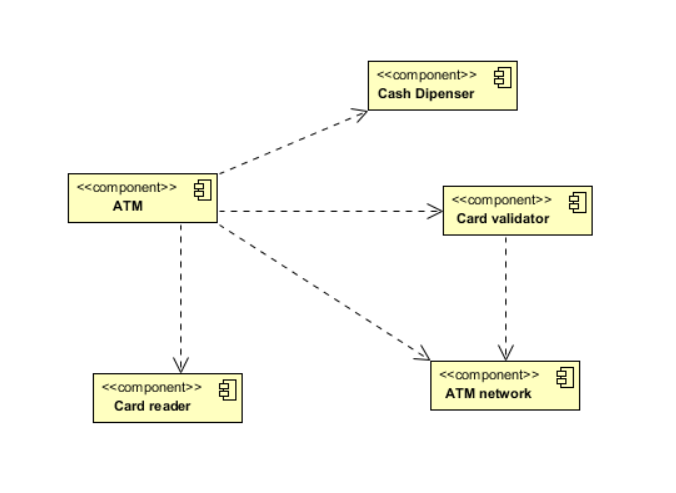 <<component>>
Cash Dipenser
<<component>>
ATM
<<component>>
Card validator
<<component>>
ATM network
<<component>>
Card reader